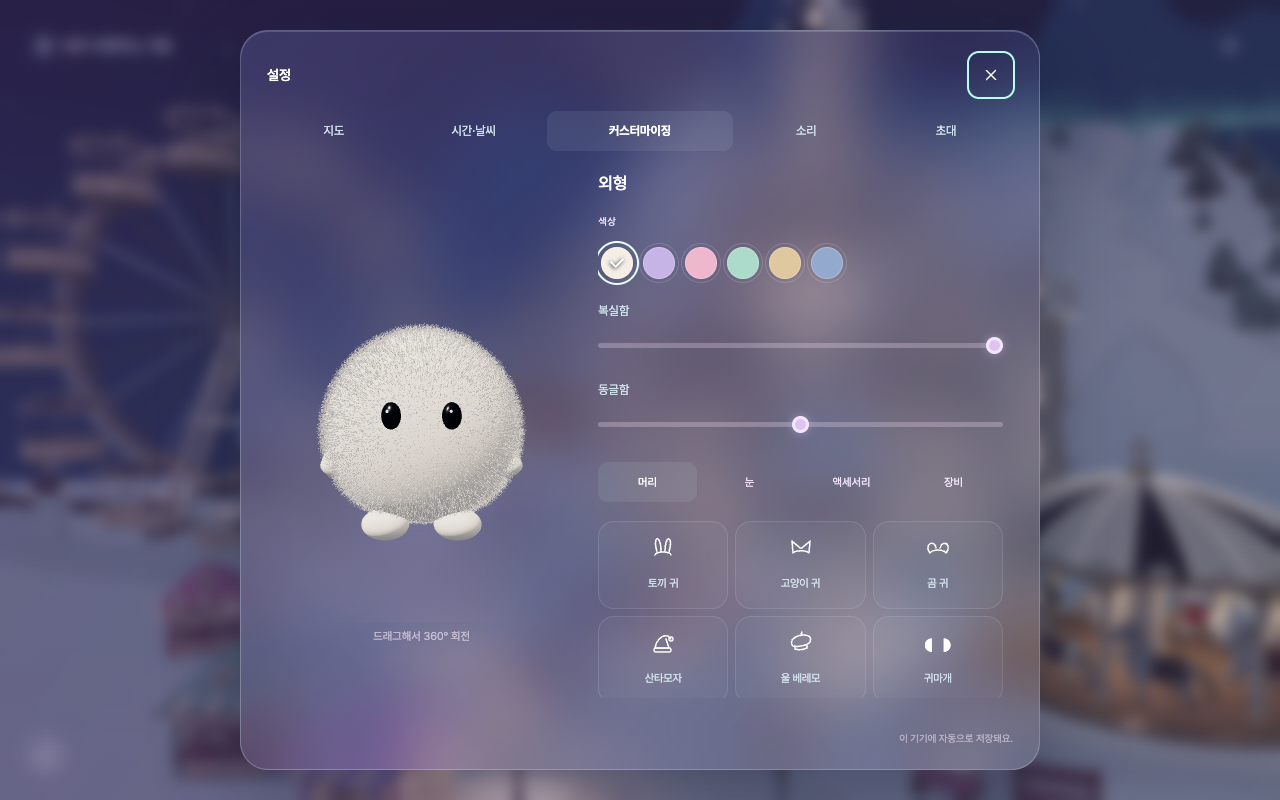 설정
지도
시간·날씨
커스터마이징
소리
초대
외형
색상
복실함
동글함
머리
눈
액세서리
장비
토끼 귀
고양이 귀
곰 귀
산타모자
울 베레모
귀마개
드래그해서 360° 회전
이 기기에 자동으로 저장돼요.